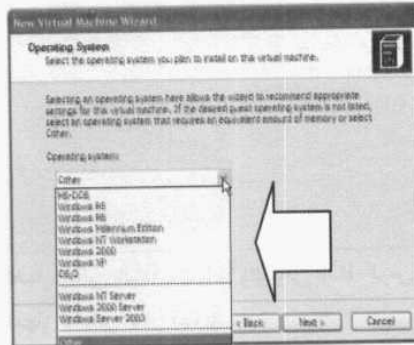 New Virtual Machine Wizard
Operating System
Select the operating system you plan to install on this virtual machine.
Selecting an operating system here allows the wizard to recommend appropriate
settings for this virtual machine. If the desired guest operating system is not listed,
select an operating system that requires an equivalent amount of memory or select
Other.
Operating system:
Other
MS-DOS
Windows 95
Windows 98
Windows Millennium Edition
Windows NT Workstation
Windows 2000
Windows XP
OS/2
Windows NT Server
Windows 2000 Server
Windows Server 2003
Other
< Back Next > Cancel